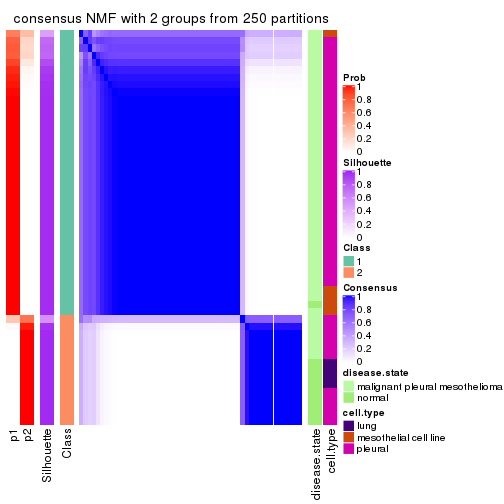 consensus NMF with 2 groups from 250 partitions
Prob
1
0.8
0.6
0.4
0.2
0
Silhouette
1
0.8
0.6
0.4
0.2
0
Class
1
2
Consensus
1
0.8
0.6
0.4
0.2
0
disease.state
malignant pleural mesothelioma
normal
cell.type
lung
mesothelial cell line
pleural
p1
p2
Silhouette
Class
disease.state
cell.type